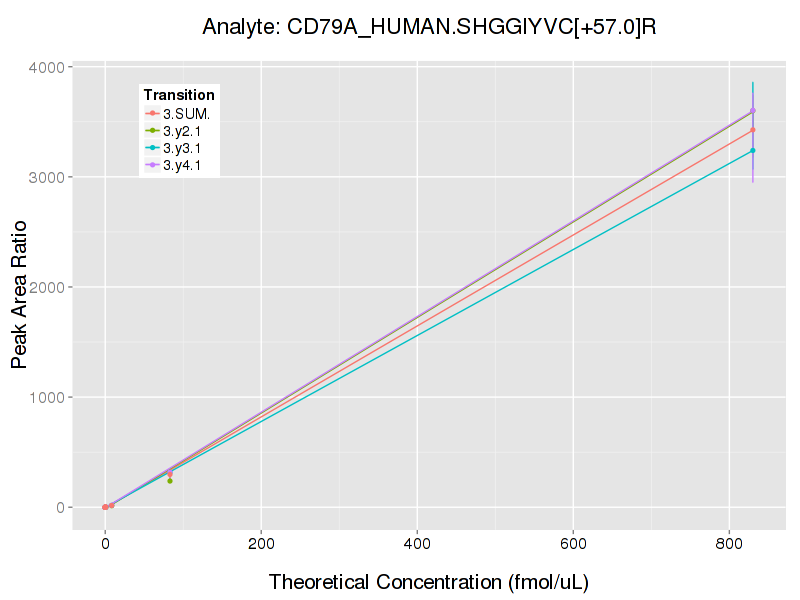 Analyte: CD79A_HUMAN.SHGGIYVC[+57.0]R
4000
3000
2000
1000
0
Peak Area Ratio
Transition
3.SUM.
3.y2.1
3.y3.1
3.y4.1
0 200 400 600 800
Theoretical Concentration (fmol/uL)